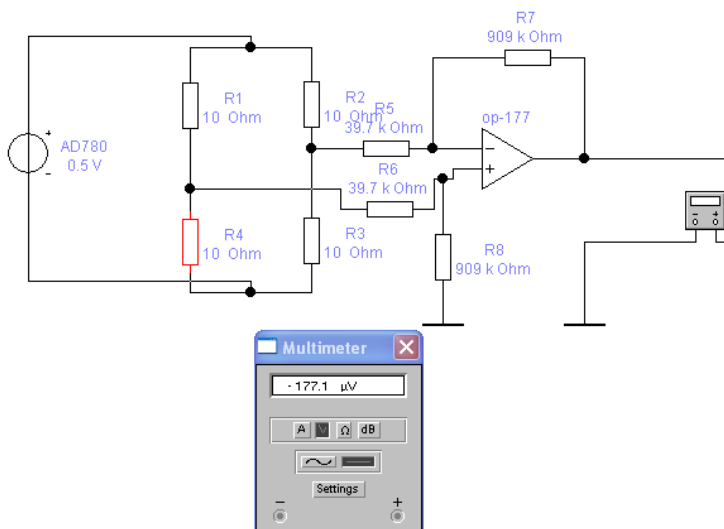 R7
909 k Ohm
R1
10 Ohm
R2
10 Ohm
R5
39.7 k Ohm
op-177
AD780
0.5 V
+
-
−
+
R6
39.7 k Ohm
R4
10 Ohm
R3
10 Ohm
R8
909 k Ohm
- +
Multimeter
- 177.1 µV
A V Ω dB
Settings
− +